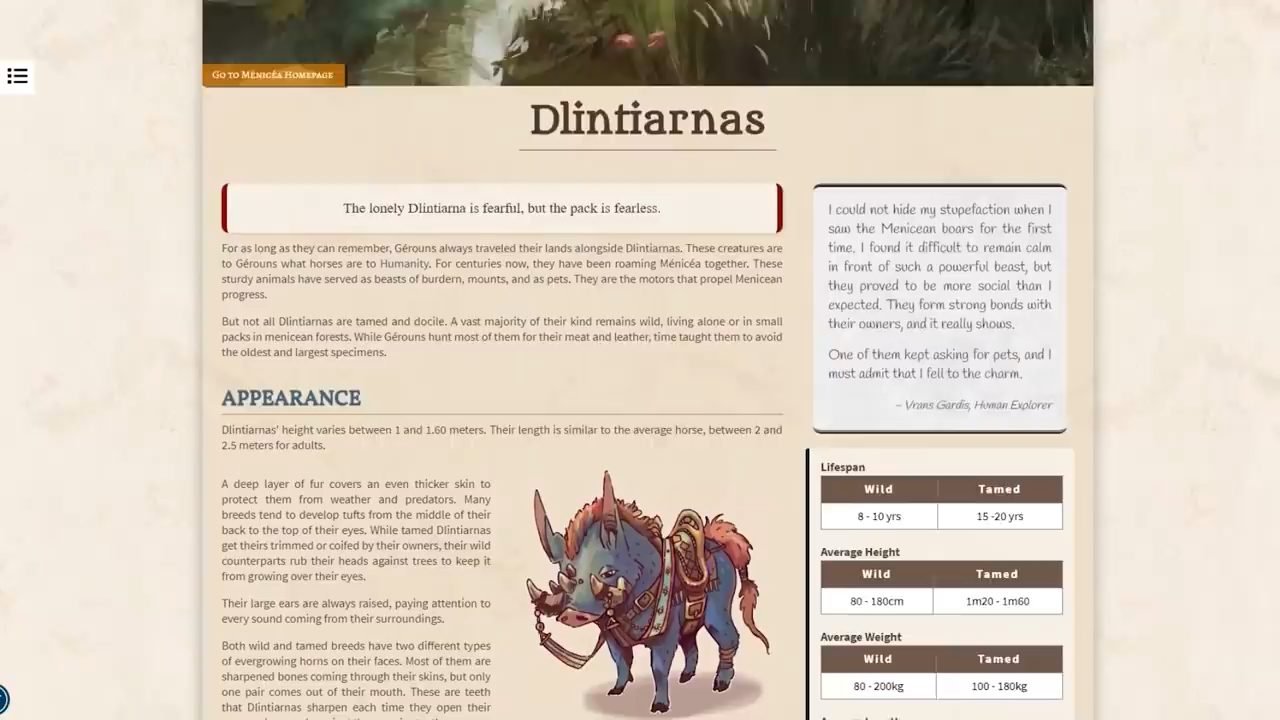 Go to Ménicéa Homepage
Dlintiarnas
The lonely Dlintiarna is fearful, but the pack is fearless.
For as long as they can remember, Gérouns always traveled their lands alongside Dlintiarnas. These creatures are
to Gérouns what horses are to Humanity. For centuries now, they have been roaming Ménicéa together. These
sturdy animals have served as beasts of burdern, mounts, and as pets. They are the motors that propel Menicean
progress.
But not all Dlintiarnas are tamed and docile. A vast majority of their kind remains wild, living alone or in small
packs in menicean forests. While Gérouns hunt most of them for their meat and leather, time taught them to avoid
the oldest and largest specimens.
APPEARANCE
Dlintiarnas' height varies between 1 and 1.60 meters. Their length is similar to the average horse, between 2 and
2.5 meters for adults.
A deep layer of fur covers an even thicker skin to
protect them from weather and predators. Many
breeds tend to develop tufts from the middle of their
back to the top of their eyes. While tamed Dlintiarnas
get theirs trimmed or coifed by their owners, their wild
counterparts rub their heads against trees to keep it
from growing over their eyes.
Their large ears are always raised, paying attention to
every sound coming from their surroundings.
Both wild and tamed breeds have two different types
of evergrowing horns on their faces. Most of them are
sharpened bones coming through their skins, but only
one pair comes out of their mouth. These are teeth
that Dlintiarnas sharpen each time they open their
I could not hide my stupefaction when I
saw the Menicean boars for the first
time. I found it difficult to remain calm
in front of such a powerful beast, but
they proved to be more social than I
expected. They form strong bonds with
their owners, and it really shows.
One of them kept asking for pets, and I
must admit that I fell to the charm.
– Vrans Gardis, Human Explorer
Lifespan
Wild Tamed
8 - 10 yrs 15 -20 yrs
Average Height
Wild Tamed
80 - 180cm 1m20 - 1m60
Average Weight
Wild Tamed
80 - 200kg 100 - 180kg